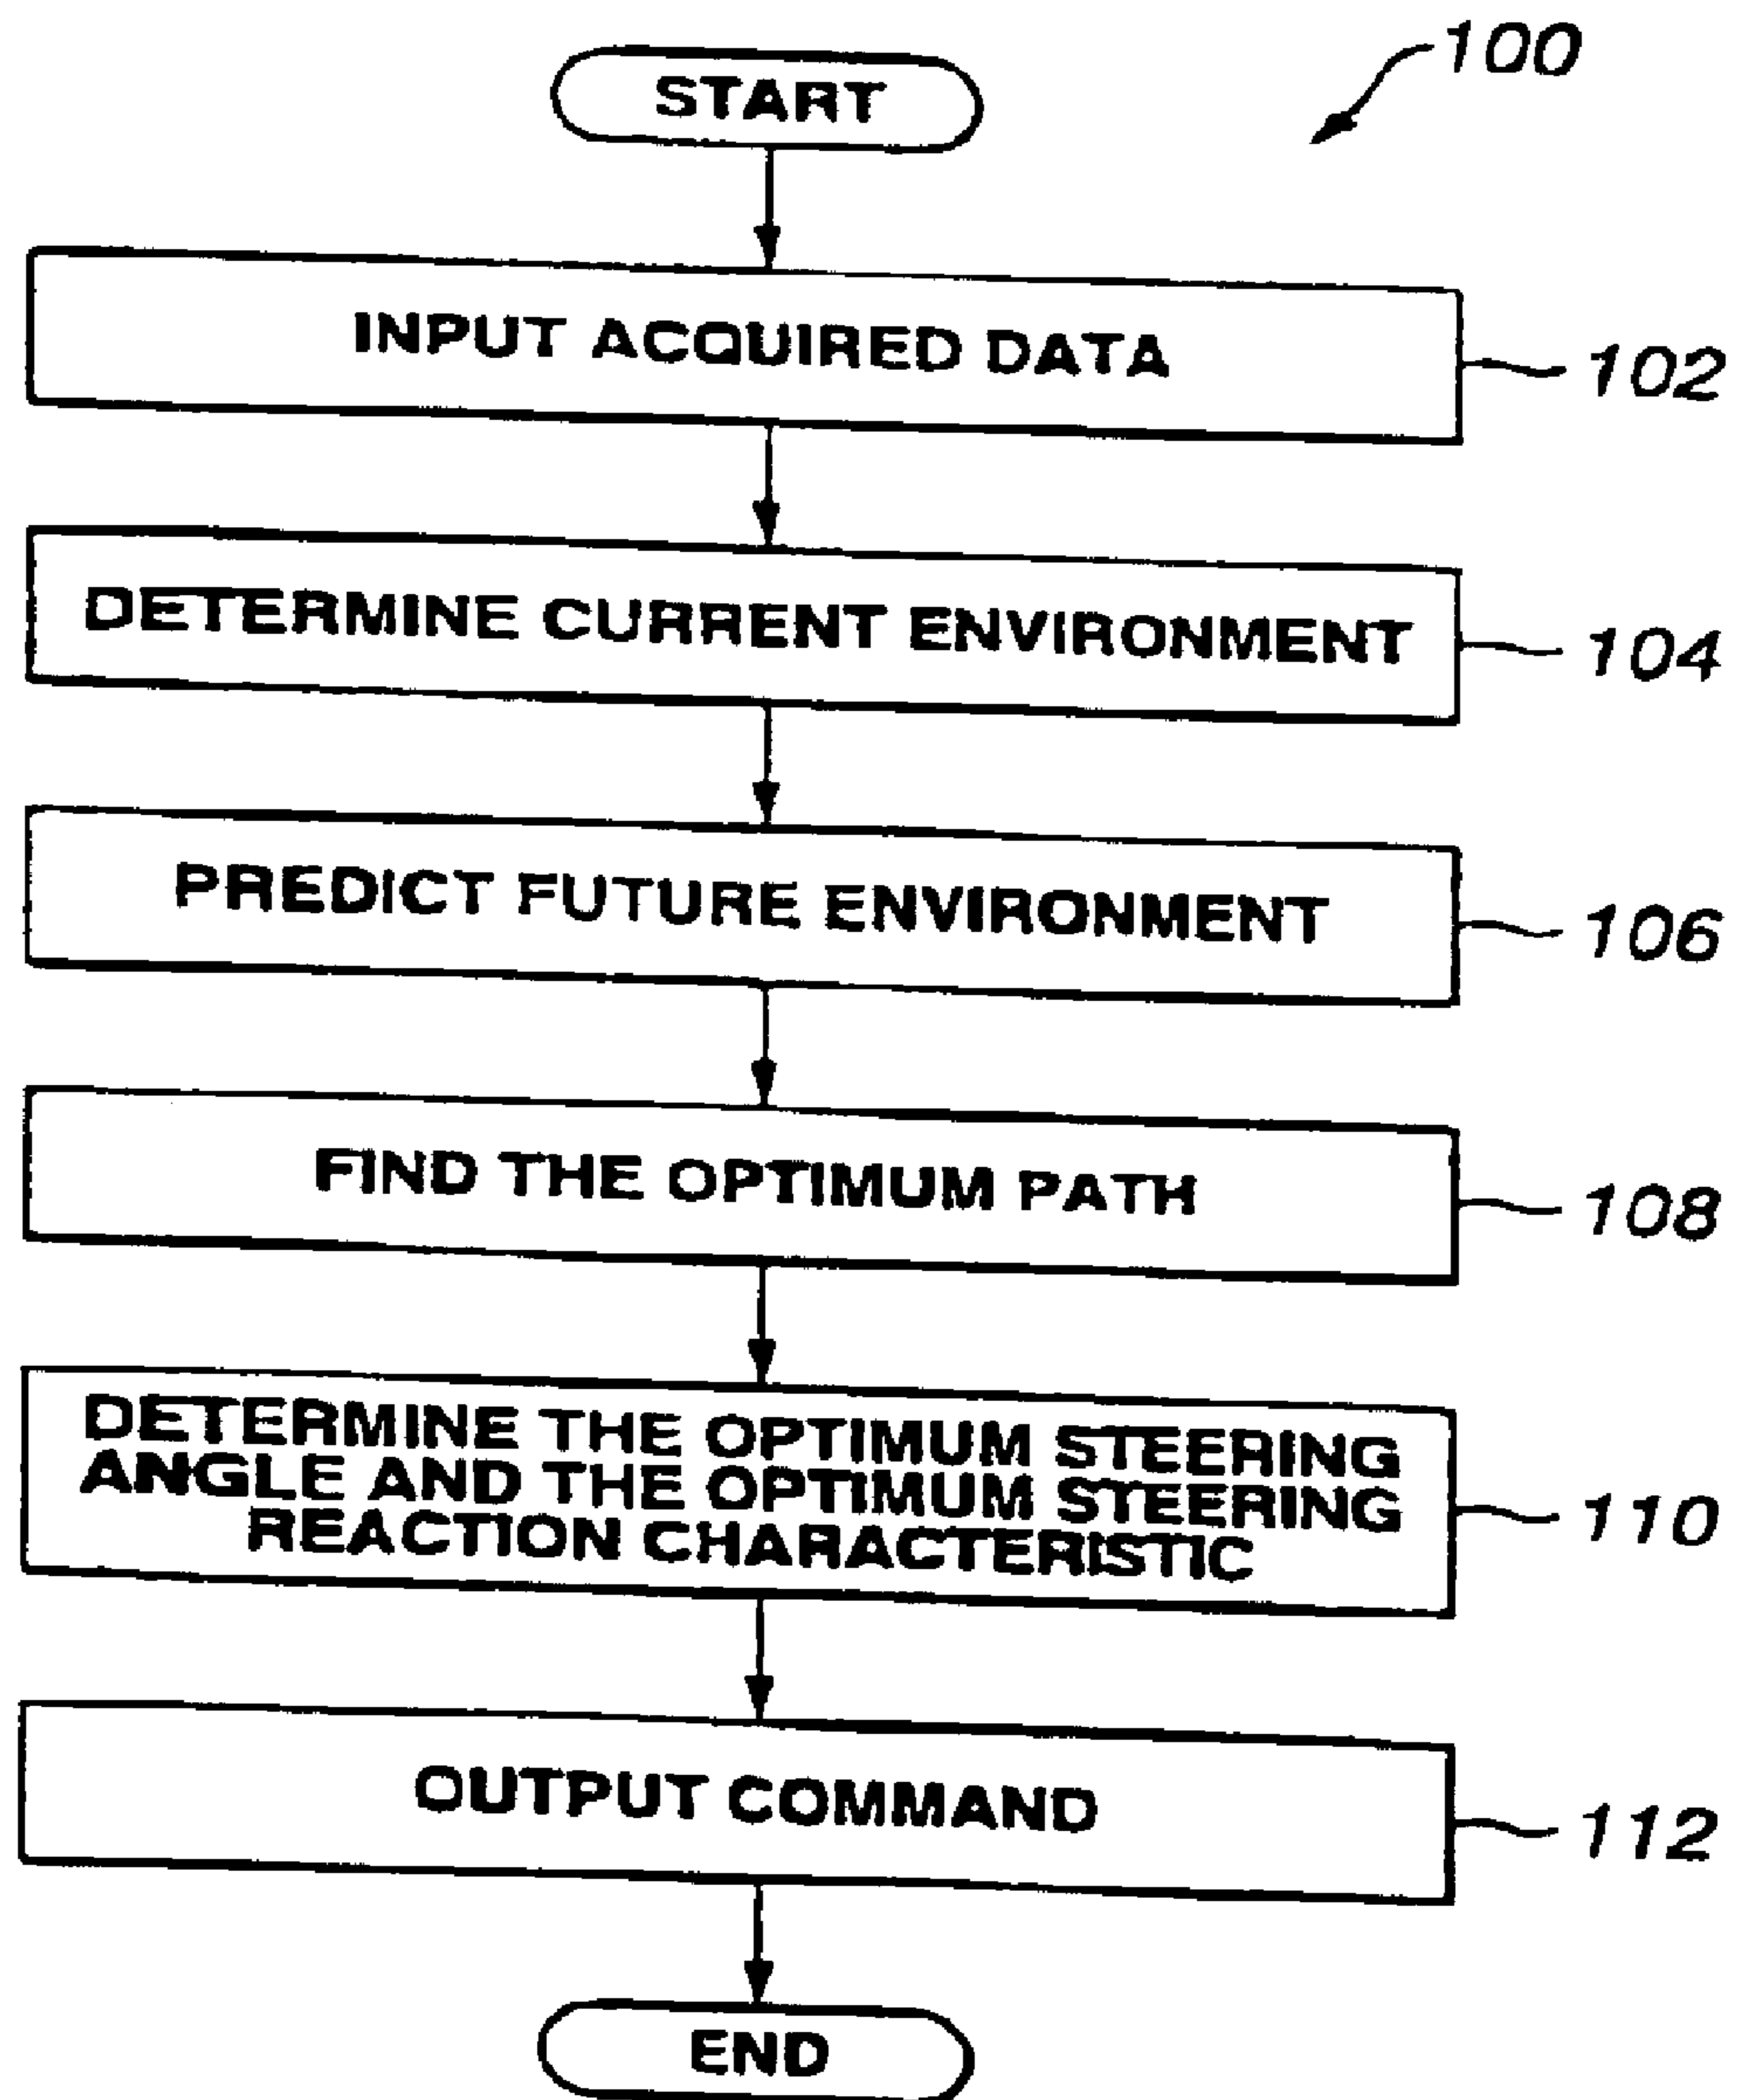 100
START
INPUT ACQUIRED DATA
102
DETERMINE CURRENT ENVIRONMENT
104
PREDICT FUTURE ENVIRONMENT
106
FIND THE OPTIMUM PATH
108
DETERMINE THE OPTIMUM STEERING
ANGLE AND THE OPTIMUM STEERING
REACTION CHARACTERISTIC
110
OUTPUT COMMAND
112
END